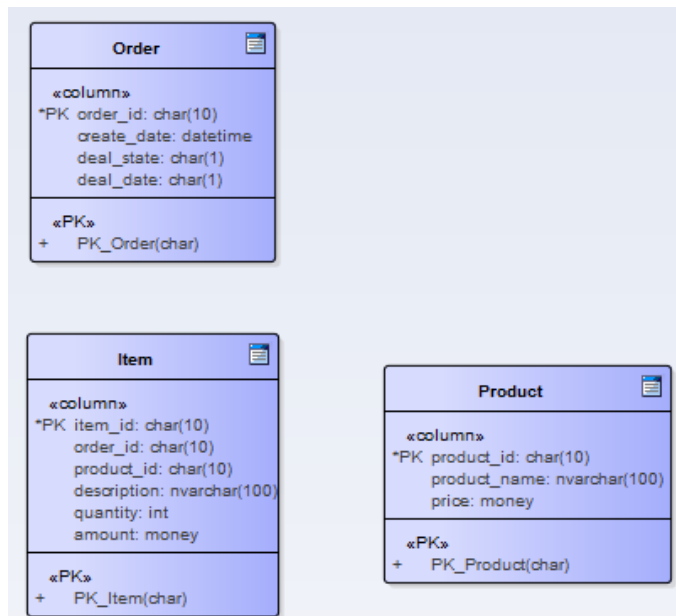 Order
«column»
*PK order_id: char(10)
create_date: datetime
deal_state: char(1)
deal_date: char(1)
«PK»
+ PK_Order(char)
Item
«column»
*PK item_id: char(10)
order_id: char(10)
product_id: char(10)
description: nvarchar(100)
quantity: int
amount: money
«PK»
+ PK_Item(char)
Product
«column»
*PK product_id: char(10)
product_name: nvarchar(100)
price: money
«PK»
+ PK_Product(char)